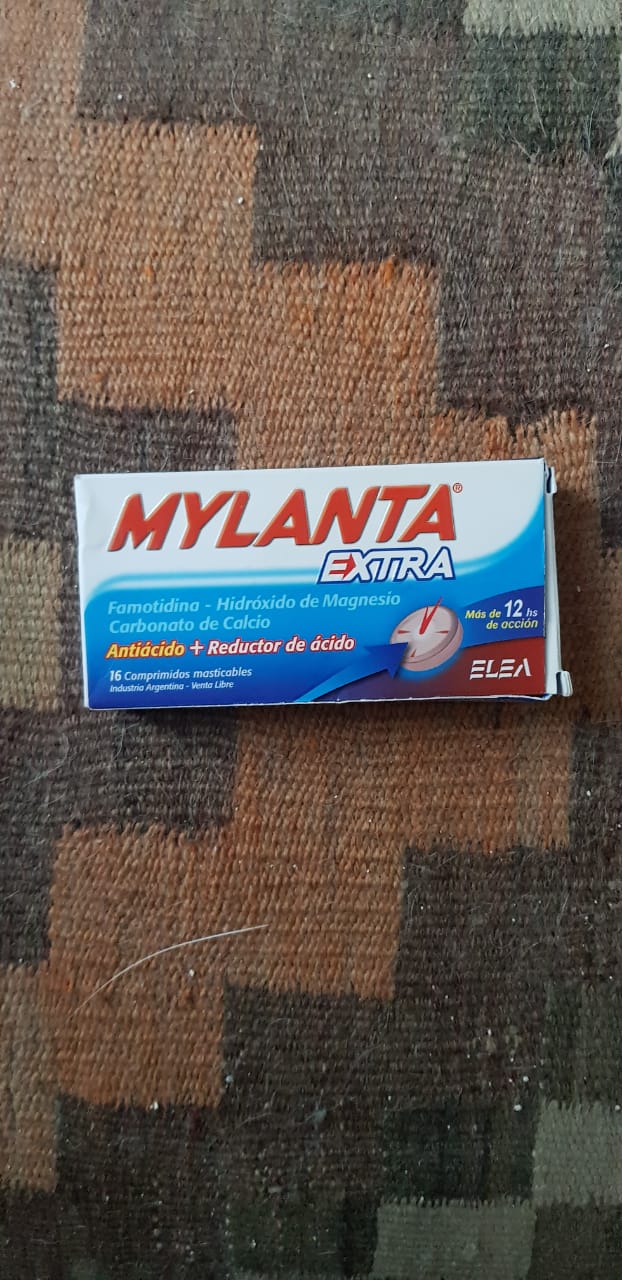 MYLANTA®
EXTRA
Famotidina - Hidróxido de Magnesio
Carbonato de Calcio
Antiácido + Reductor de ácido
Más de 12 hs
de acción
16 Comprimidos masticables
Industria Argentina - Venta Libre
ELEA